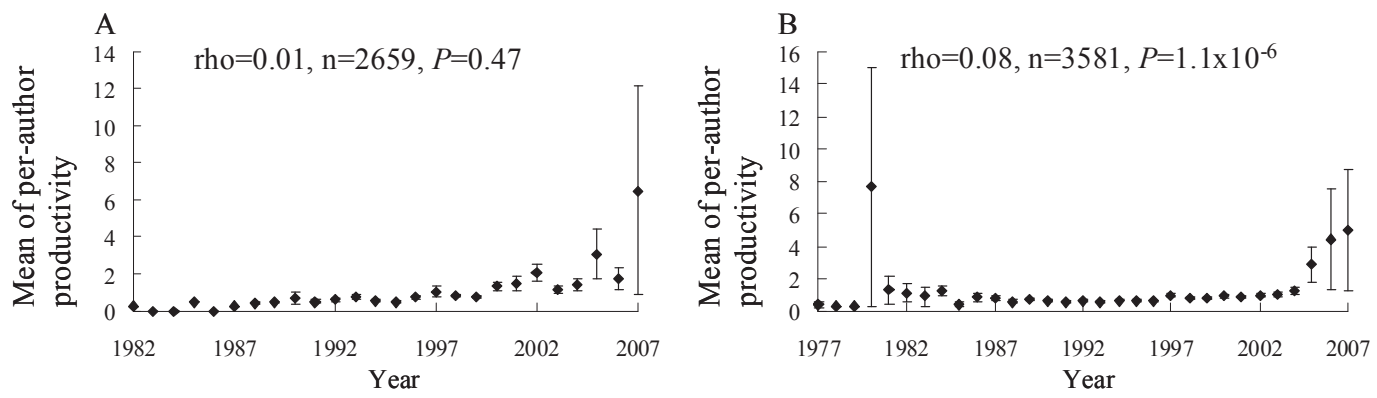 A
rho=0.01, n=2659, P=0.47
14
12
10
8
6
4
2
0
Mean of per-author
productivity
1982 1987 1992 1997 2002 2007
Year
B
rho=0.08, n=3581, P=1.1x10-6
16
14
12
10
8
6
4
2
0
Mean of per-author
productivity
1977 1982 1987 1992 1997 2002 2007
Year